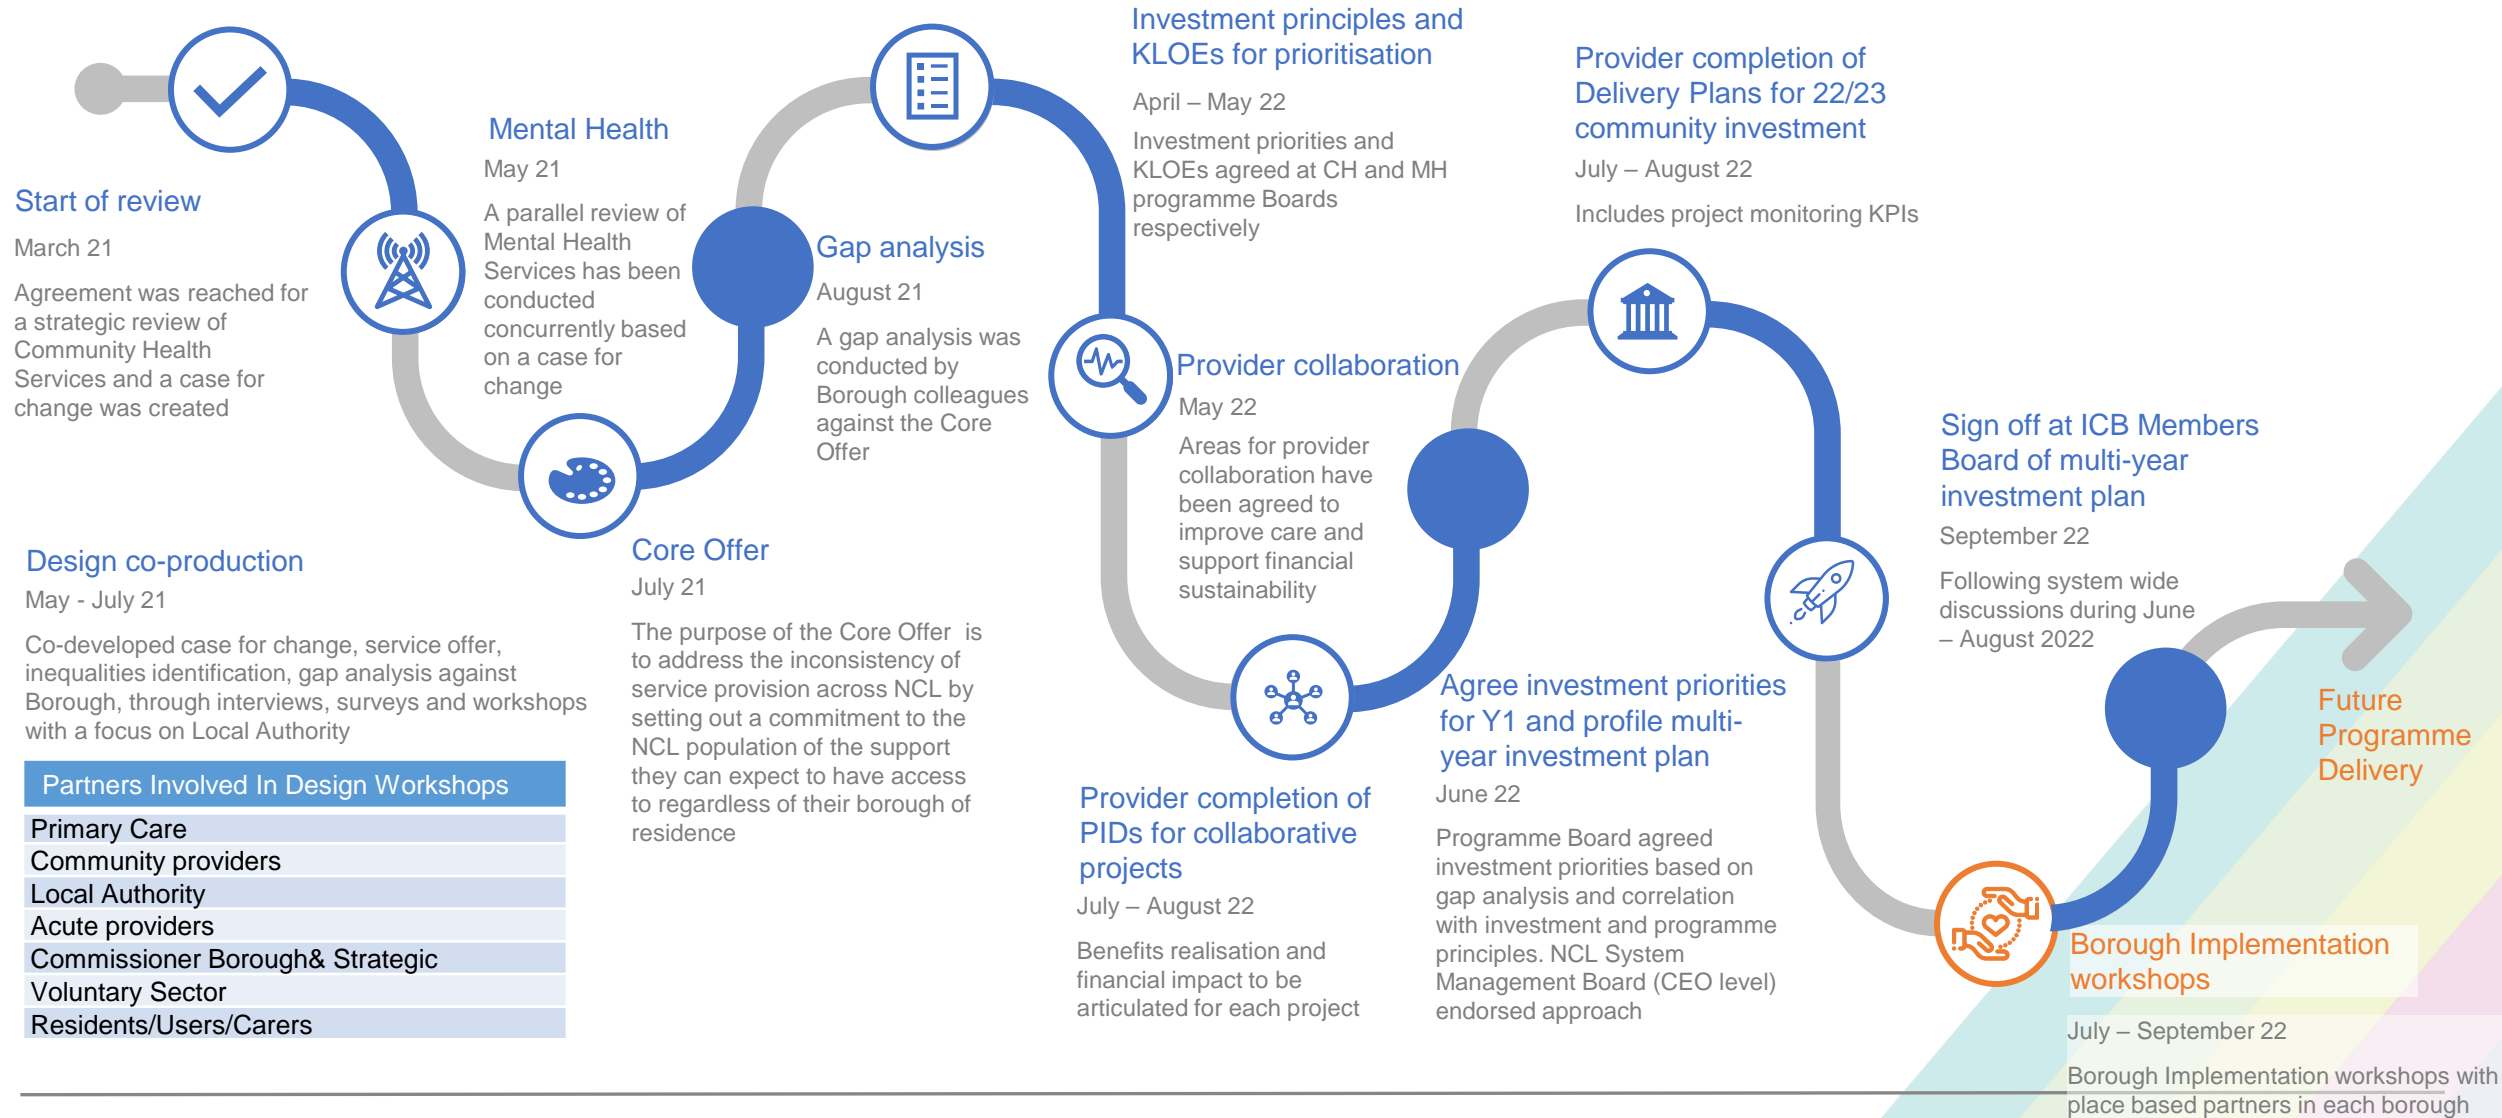 Start of review
March 21
Agreement was reached for
a strategic review of
Community Health
Services and a case for
change was created
Mental Health
May 21
A parallel review of
Mental Health
Services has been
conducted
concurrently based
on a case for
change
Design co-production
May - July 21
Co-developed case for change, service offer,
inequalities identification, gap analysis against
Borough, through interviews, surveys and workshops
with a focus on Local Authority
Partners Involved In Design Workshops
Primary Care
Community providers
Local Authority
Acute providers
Commissioner Borough& Strategic
Voluntary Sector
Residents/Users/Carers
Core Offer
July 21
The purpose of the Core Offer  is
to address the inconsistency of
service provision across NCL by
setting out a commitment to the
NCL population of the support
they can expect to have access
to regardless of their borough of
residence
Gap analysis
August 21
A gap analysis was
conducted by
Borough colleagues
against the Core
Offer
Investment principles and
KLOEs for prioritisation
April – May 22
Investment priorities and
KLOEs agreed at CH and MH
programme Boards
respectively
Provider collaboration
May 22
Areas for provider
collaboration have
been agreed to
improve care and
support financial
sustainability
Provider completion of
PIDs for collaborative
projects
July – August 22
Benefits realisation and
financial impact to be
articulated for each project
Agree investment priorities
for Y1 and profile multi-
year investment plan
June 22
Programme Board agreed
investment priorities based on
gap analysis and correlation
with investment and programme
principles. NCL System
Management Board (CEO level)
endorsed approach
Provider completion of
Delivery Plans for 22/23
community investment
July – August 22
Includes project monitoring KPIs
Sign off at ICB Members
Board of multi-year
investment plan
September 22
Following system wide
discussions during June
– August 2022
Borough Implementation
workshops
July – September 22
Borough Implementation workshops with
place based partners in each borough
Future
Programme
Delivery